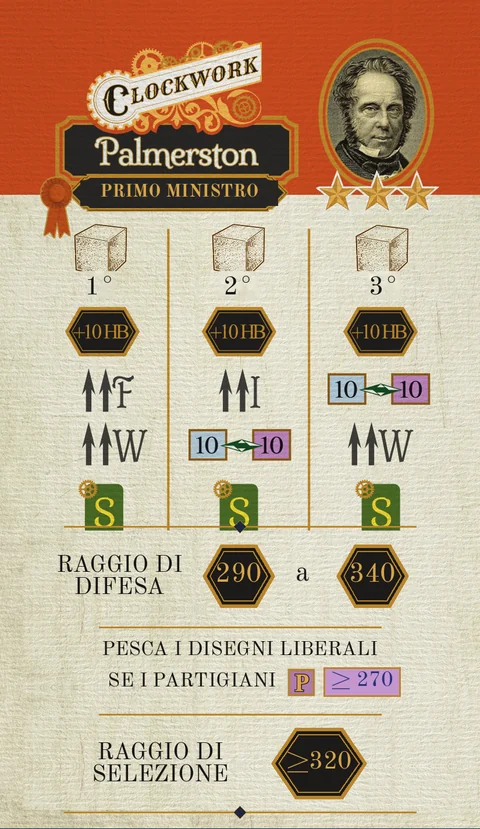 CLOCKWORK
Palmerston
PRIMO MINISTRO
1° 2° 3°
+10 HB +10 HB +10 HB
F I 10 10
W 10 10 W
S S S
RAGGIO DI
DIFESA 290 a 340
PESCA I DISEGNI LIBERALI
SE I PARTIGIANI P ≥ 270
RAGGIO DI
SELEZIONE ≥320